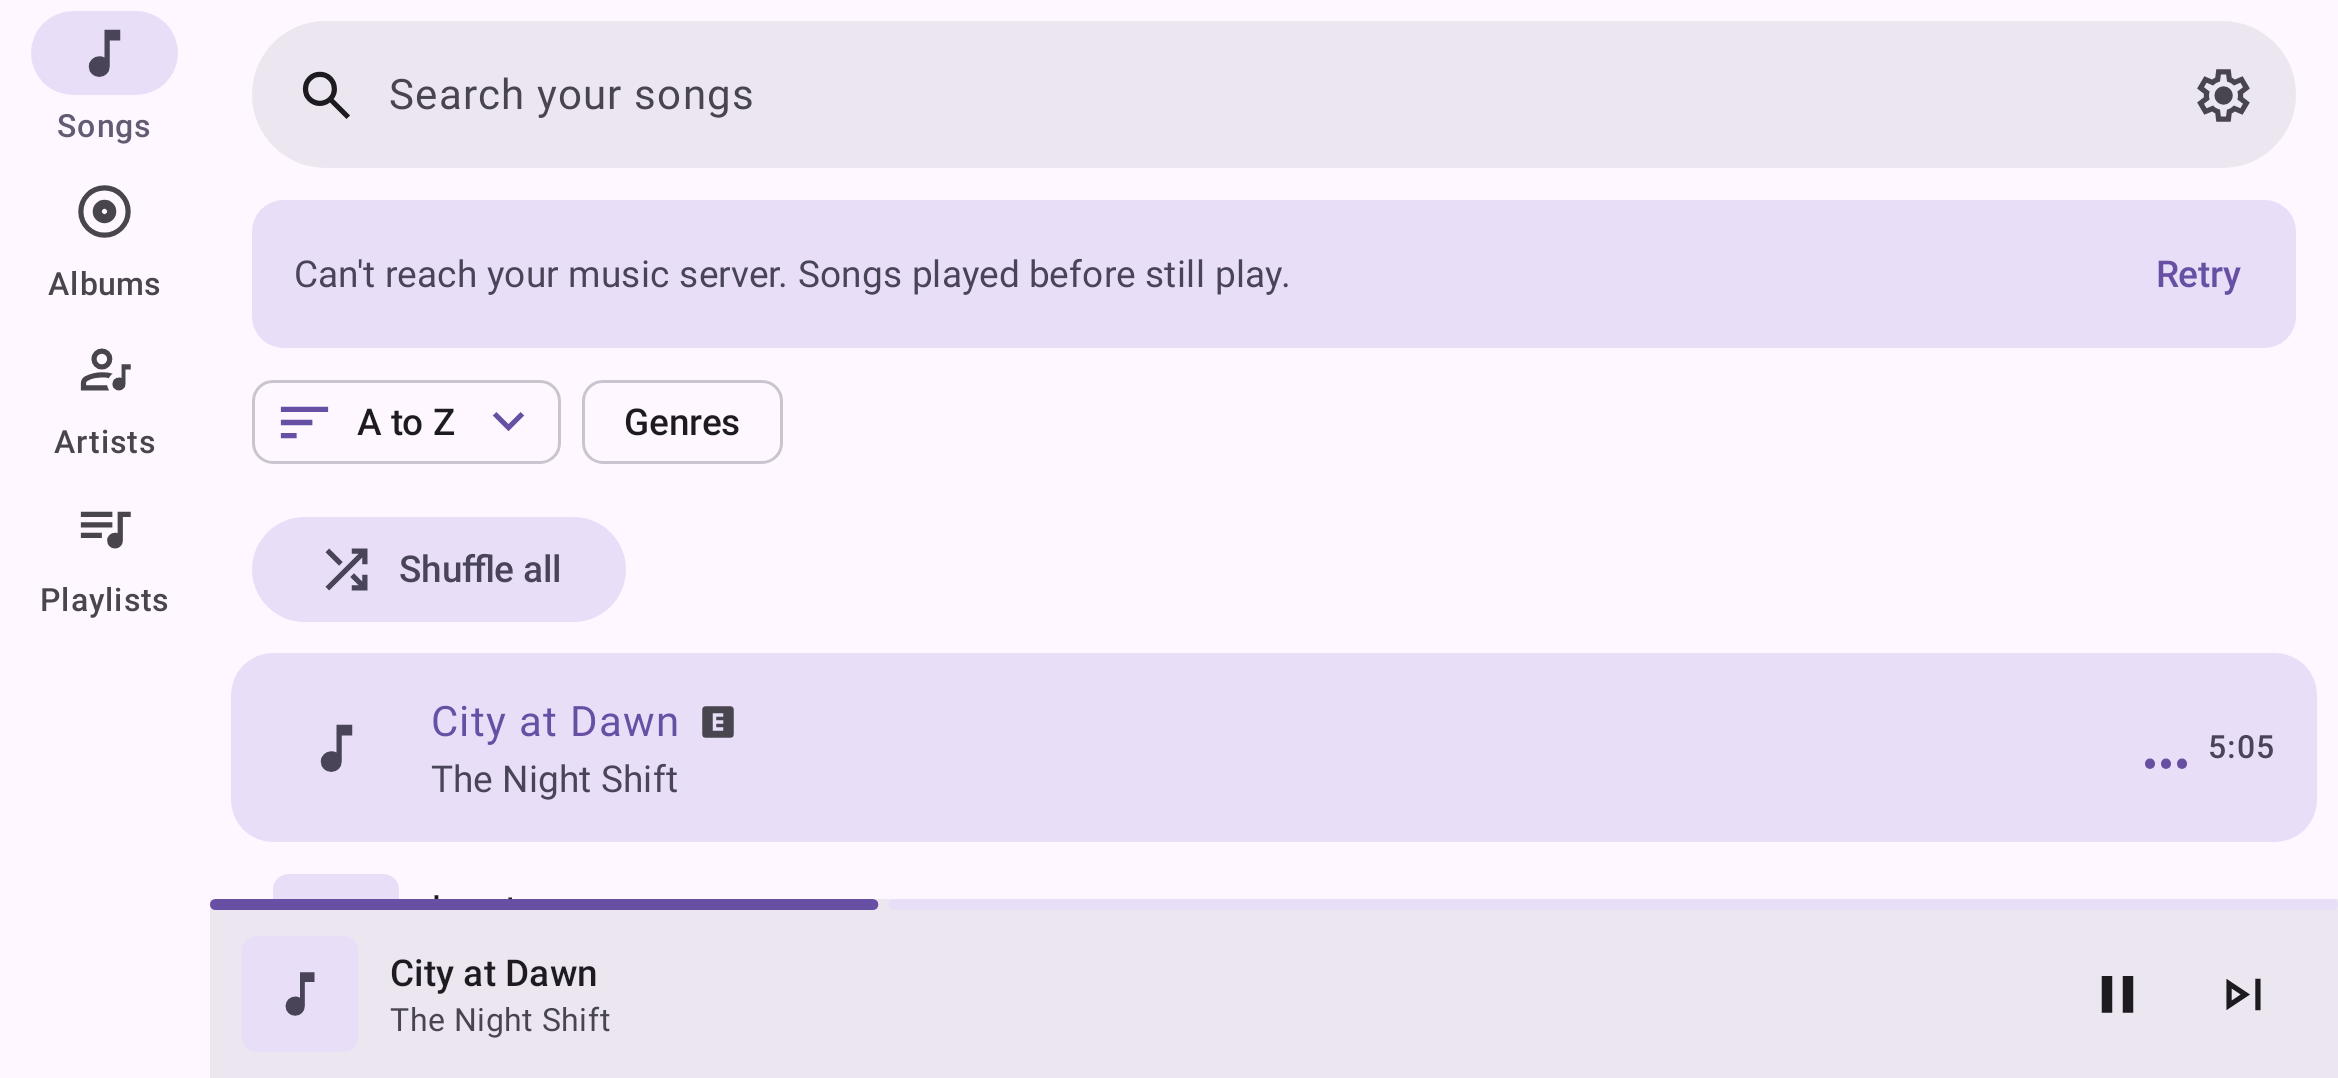 Songs
Albums
Artists
Playlists
Search your songs
Can't reach your music server. Songs played before still play.
Retry
A to Z
Genres
Shuffle all
City at Dawn E
The Night Shift
5:05
City at Dawn
The Night Shift